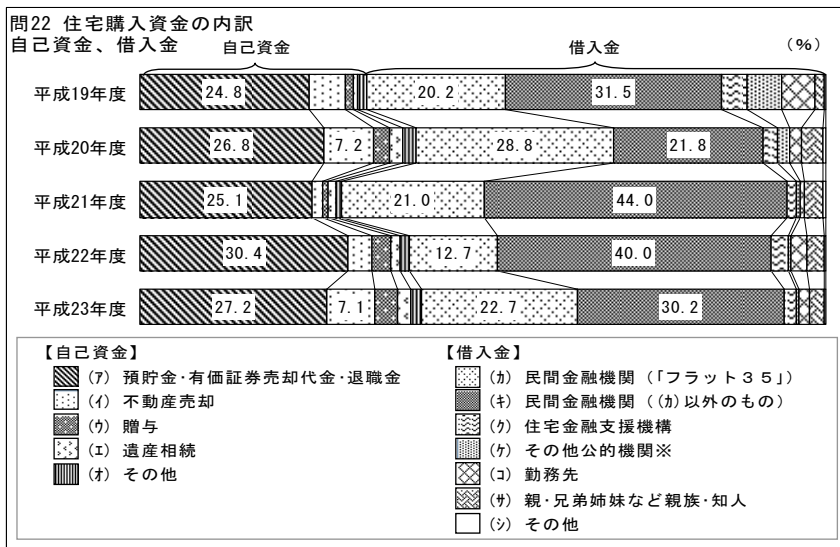 問22 住宅購入資金の内訳
自己資金、借入金
自己資金 借入金 (%)
平成19年度 24.8 20.2 31.5
平成20年度 26.8 7.2 28.8 21.8
平成21年度 25.1 21.0 44.0
平成22年度 30.4 12.7 40.0
平成23年度 27.2 7.1 22.7 30.2
【自己資金】
(ｱ) 預貯金･有価証券売却代金･退職金
(ｲ) 不動産売却
(ｳ) 贈与
(ｴ) 遺産相続
(ｵ) その他
【借入金】
(ｶ) 民間金融機関（｢フラット３５｣）
(ｷ) 民間金融機関（(ｶ)以外のもの）
(ｸ) 住宅金融支援機構
(ｹ) その他公的機関※
(ｺ) 勤務先
(ｻ) 親･兄弟姉妹など親族･知人
(ｼ) その他